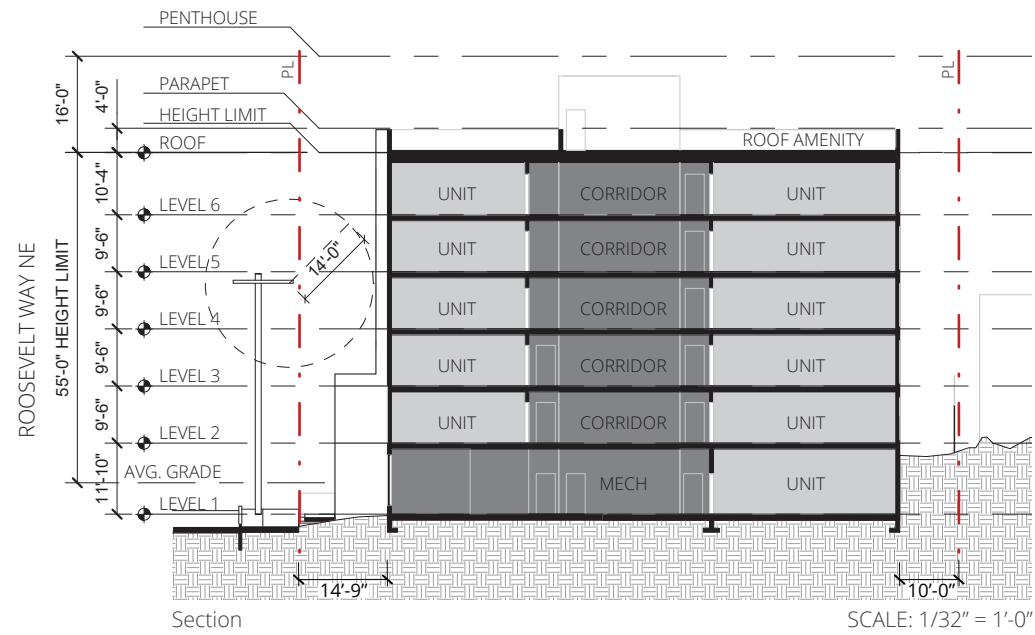 PENTHOUSE
PL
PL
16'-0"
4'-0"
PARAPET
HEIGHT LIMIT
ROOF
ROOF AMENITY
10'-4"
UNIT CORRIDOR UNIT
LEVEL 6
9'-6"
14'-0"
UNIT CORRIDOR UNIT
LEVEL 5
ROOSEVELT WAY NE
55'-0" HEIGHT LIMIT
9'-6"
UNIT CORRIDOR UNIT
LEVEL 4
9'-6"
UNIT CORRIDOR UNIT
LEVEL 3
9'-6"
UNIT CORRIDOR UNIT
LEVEL 2
AVG. GRADE
11'-10"
MECH UNIT
LEVEL 1
14'-9"
10'-0"
Section
SCALE: 1/32” = 1’-0”